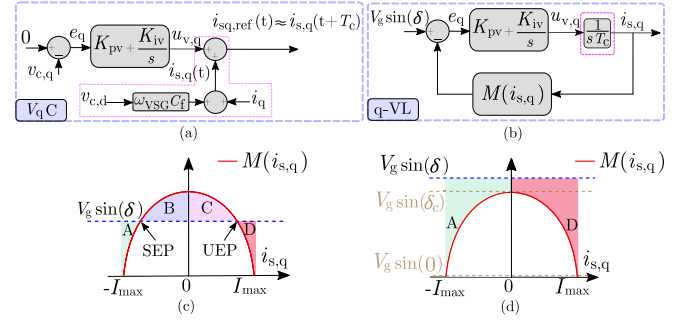 0
e_q
K_pv + K_iv/s
u_v,q
i_sq,ref(t) ≈ i_s,q(t+T_c)
v_c,q
i_s,q(t)
v_c,d
ω_VSG C_f
i_q
V_qC
(a)
V_g sin(δ)
e_q
K_pv + K_iv/s
u_v,q
1/(s T_c)
i_s,q
M(i_s,q)
q-VL
(b)
M(i_s,q)
V_g sin(δ)
A
B
C
D
SEP
UEP
i_s,q
-I_max
0
I_max
(c)
V_g sin(δ)
M(i_s,q)
V_g sin(δ_c)
A
D
V_g sin(0)
i_s,q
-I_max
0
I_max
(d)